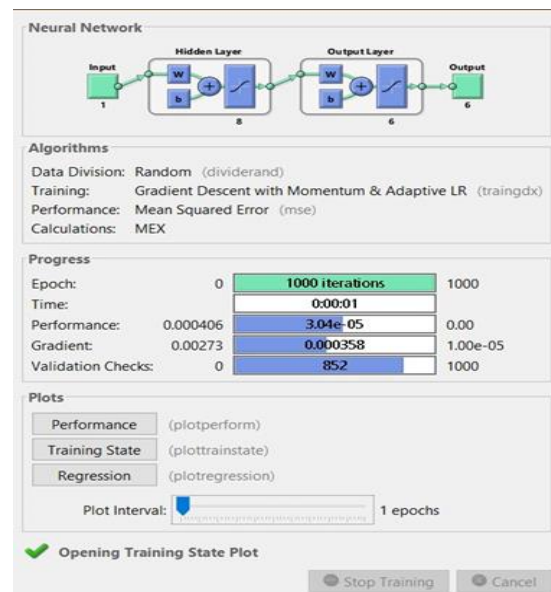 Neural Network
Hidden Layer
Output Layer
Input
Output
W
b
W
b
1
8
6
6
Algorithms
Data Division: Random (dividerand)
Training: Gradient Descent with Momentum & Adaptive LR (traingdx)
Performance: Mean Squared Error (mse)
Calculations: MEX
Progress
Epoch: 0 1000 iterations 1000
Time: 0:00:01
Performance: 0.000406 3.04e-05 0.00
Gradient: 0.00273 0.000358 1.00e-05
Validation Checks: 0 852 1000
Plots
Performance (plotperform)
Training State (plottrainstate)
Regression (plotregression)
Plot Interval: 1 epochs
Opening Training State Plot
Stop Training Cancel